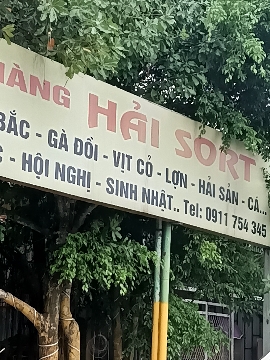 HÀNG HẢI SORT
BẮC - GÀ ĐỒI - VỊT CỎ - LỢN - HẢI SẢN - CÁ...
- HỘI NGHỊ - SINH NHẬT.. Tel: 0911 754 345